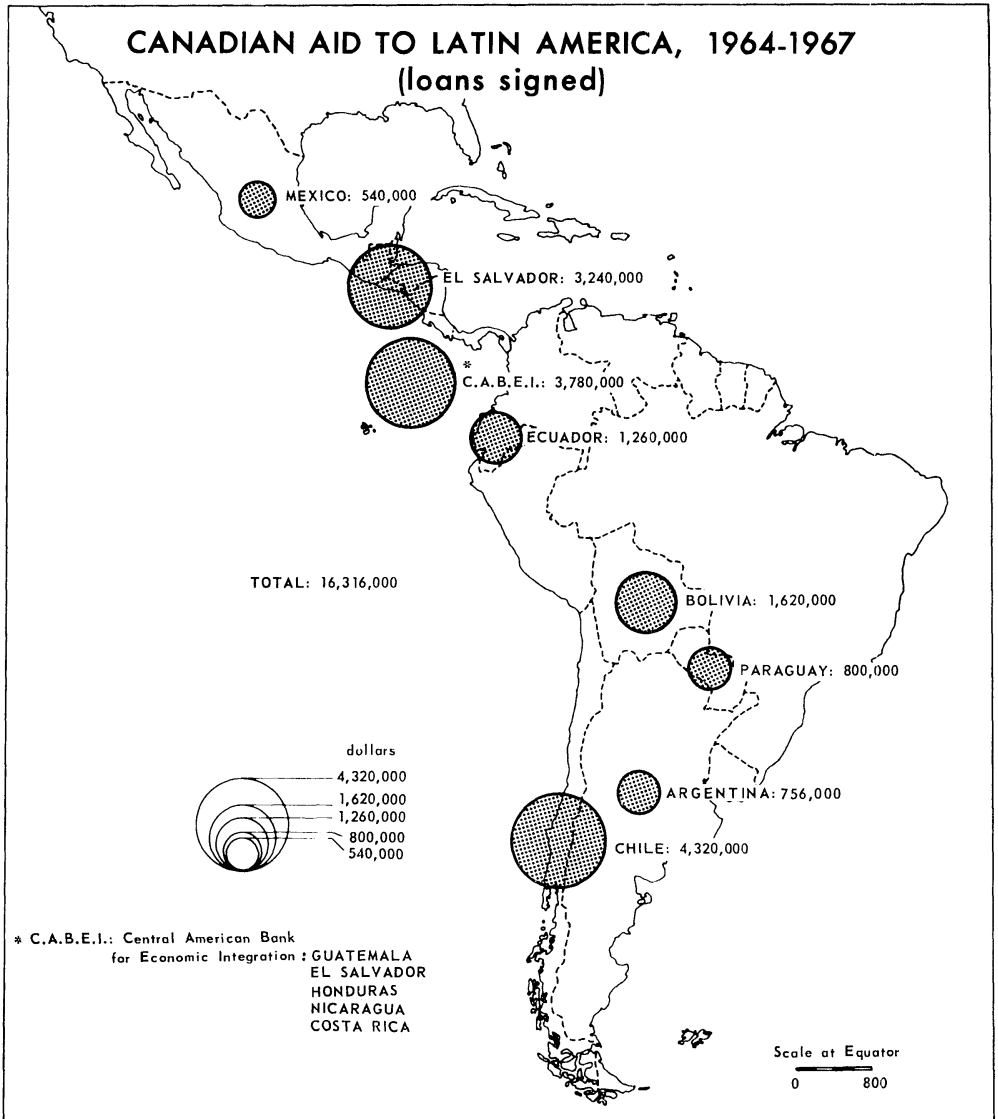 CANADIAN AID TO LATIN AMERICA, 1964-1967
(loans signed)
MEXICO: 540,000
EL SALVADOR: 3,240,000
*
C.A.B.E.I.: 3,780,000
ECUADOR: 1,260,000
TOTAL: 16,316,000
BOLIVIA: 1,620,000
PARAGUAY: 800,000
dollars
4,320,000
1,620,000
1,260,000
800,000
540,000
ARGENTINA: 756,000
CHILE: 4,320,000
* C.A.B.E.I.: Central American Bank
for Economic Integration : GUATEMALA
EL SALVADOR
HONDURAS
NICARAGUA
COSTA RICA
Scale at Equator
0 800